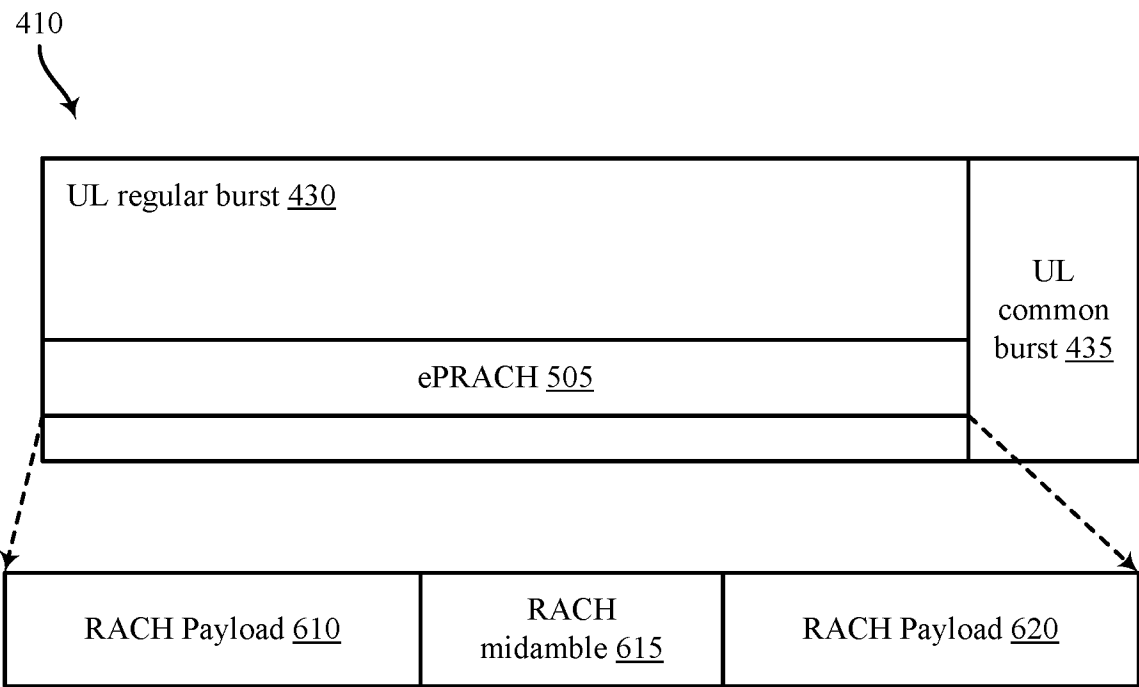 410
UL regular burst 430
UL
common
burst 435
ePRACH 505
RACH Payload 610
RACH
midamble 615
RACH Payload 620